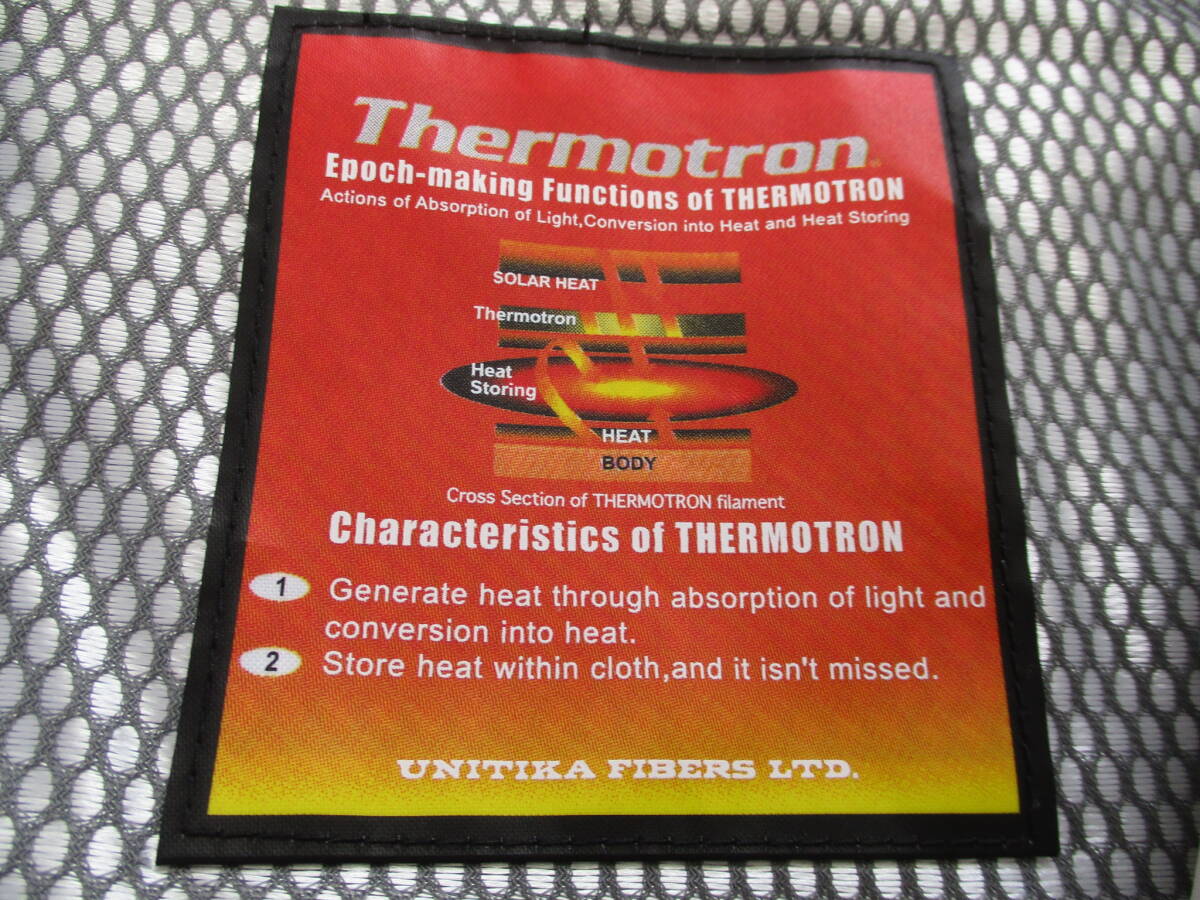 Thermotron
Epoch-making Functions of THERMOTRON
Actions of Absorption of Light,Conversion into Heat and Heat Storing
SOLAR HEAT
Thermotron
Heat
Storing
HEAT
BODY
Cross Section of THERMOTRON filament
Characteristics of THERMOTRON
1 Generate heat through absorption of light and
conversion into heat.
2 Store heat within cloth,and it isn't missed.
UNITIKA FIBERS LTD.